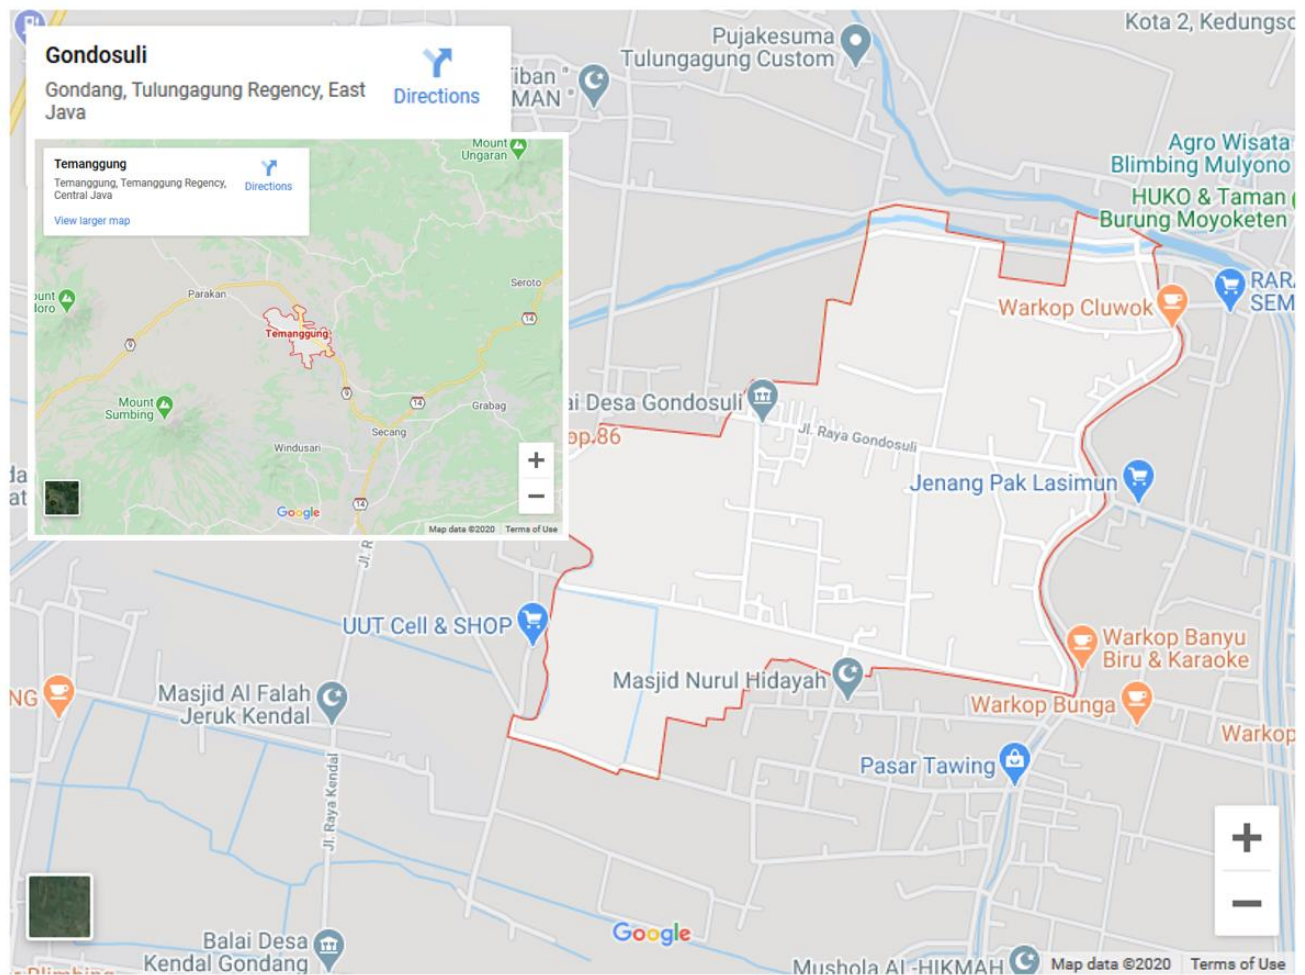 Gondosuli
Gondang, Tulungagung Regency, East
Java
Directions
Temanggung
Temanggung, Temanggung Regency,
Central Java
Directions
View larger map
Mount
Ungaran
Parakan
Seroto
Temanggung
9
14
9
14
Mount
Sumbing
Grabag
Secang
Windusari
14
Google
Map data ©2020 Terms of Use
Kota 2,
Pujakesuma
Tulungagung Custom
Agro Wisata
Blimbing Mulyono
HUKO & Taman
Burung Moyoketen
Warkop Cluwok
Desa Gondosuli
Jl. Raya Gondosuli
86
Jenang Pak Lasimun
UUT Cell & SHOP
Warkop Banyu
Biru & Karaoke
Masjid Nurul Hidayah
Masjid Al Falah
Jeruk Kendal
Warkop Bunga
Warkop
Pasar Tawing
Jl. Raya Kendal
Google
Balai Desa
Kendal Gondang
Mushola AL-HIKMAH
Map data ©2020 Terms of Use